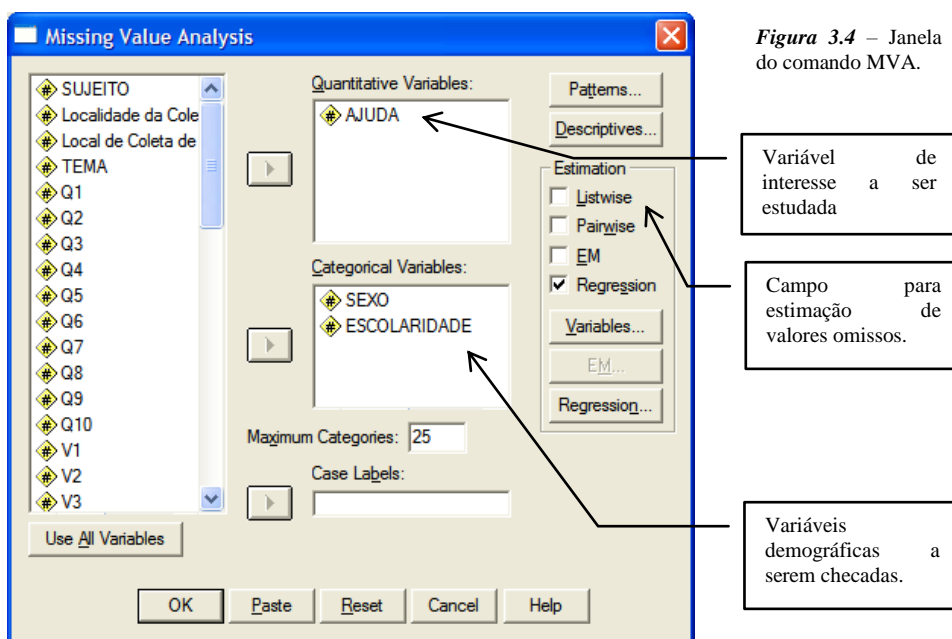 Missing Value Analysis
SUJEITO
Localidade da Cole
Local de Coleta de
TEMA
Q1
Q2
Q3
Q4
Q5
Q6
Q7
Q8
Q9
Q10
V1
V2
V3
Use All Variables
Quantitative Variables:
AJUDA
Categorical Variables:
SEXO
ESCOLARIDADE
Maximum Categories: 25
Case Labels:
Patterns...
Descriptives...
Estimation
Listwise
Pairwise
EM
Regression
Variables...
EM...
Regression...
OK
Paste
Reset
Cancel
Help
Figura 3.4 – Janela
do comando MVA.
Variável de
interesse a ser
estudada
Campo para
estimação de
valores omissos.
Variáveis
demográficas a
serem checadas.